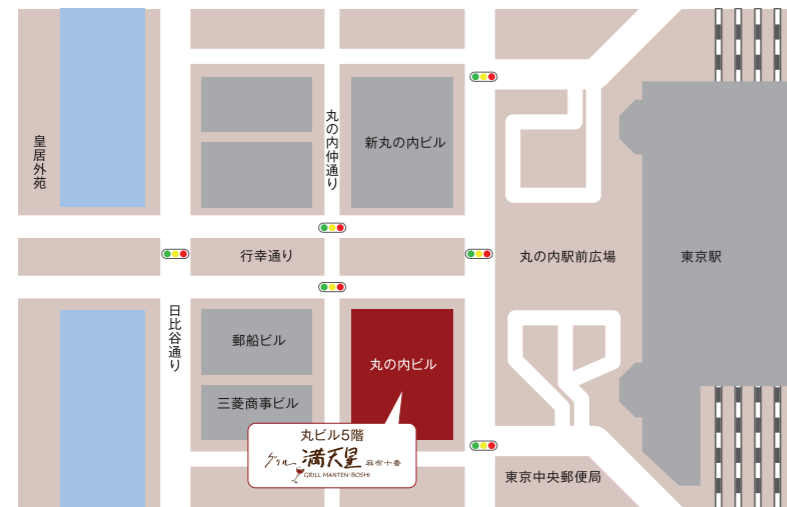 皇居外苑
丸の内仲通り
新丸の内ビル
行幸通り
丸の内駅前広場
東京駅
日比谷通り
郵船ビル
丸の内ビル
三菱商事ビル
丸ビル5階
グリル 満天星 麻布十番
GRILL MANTEN-BOSHI
東京中央郵便局